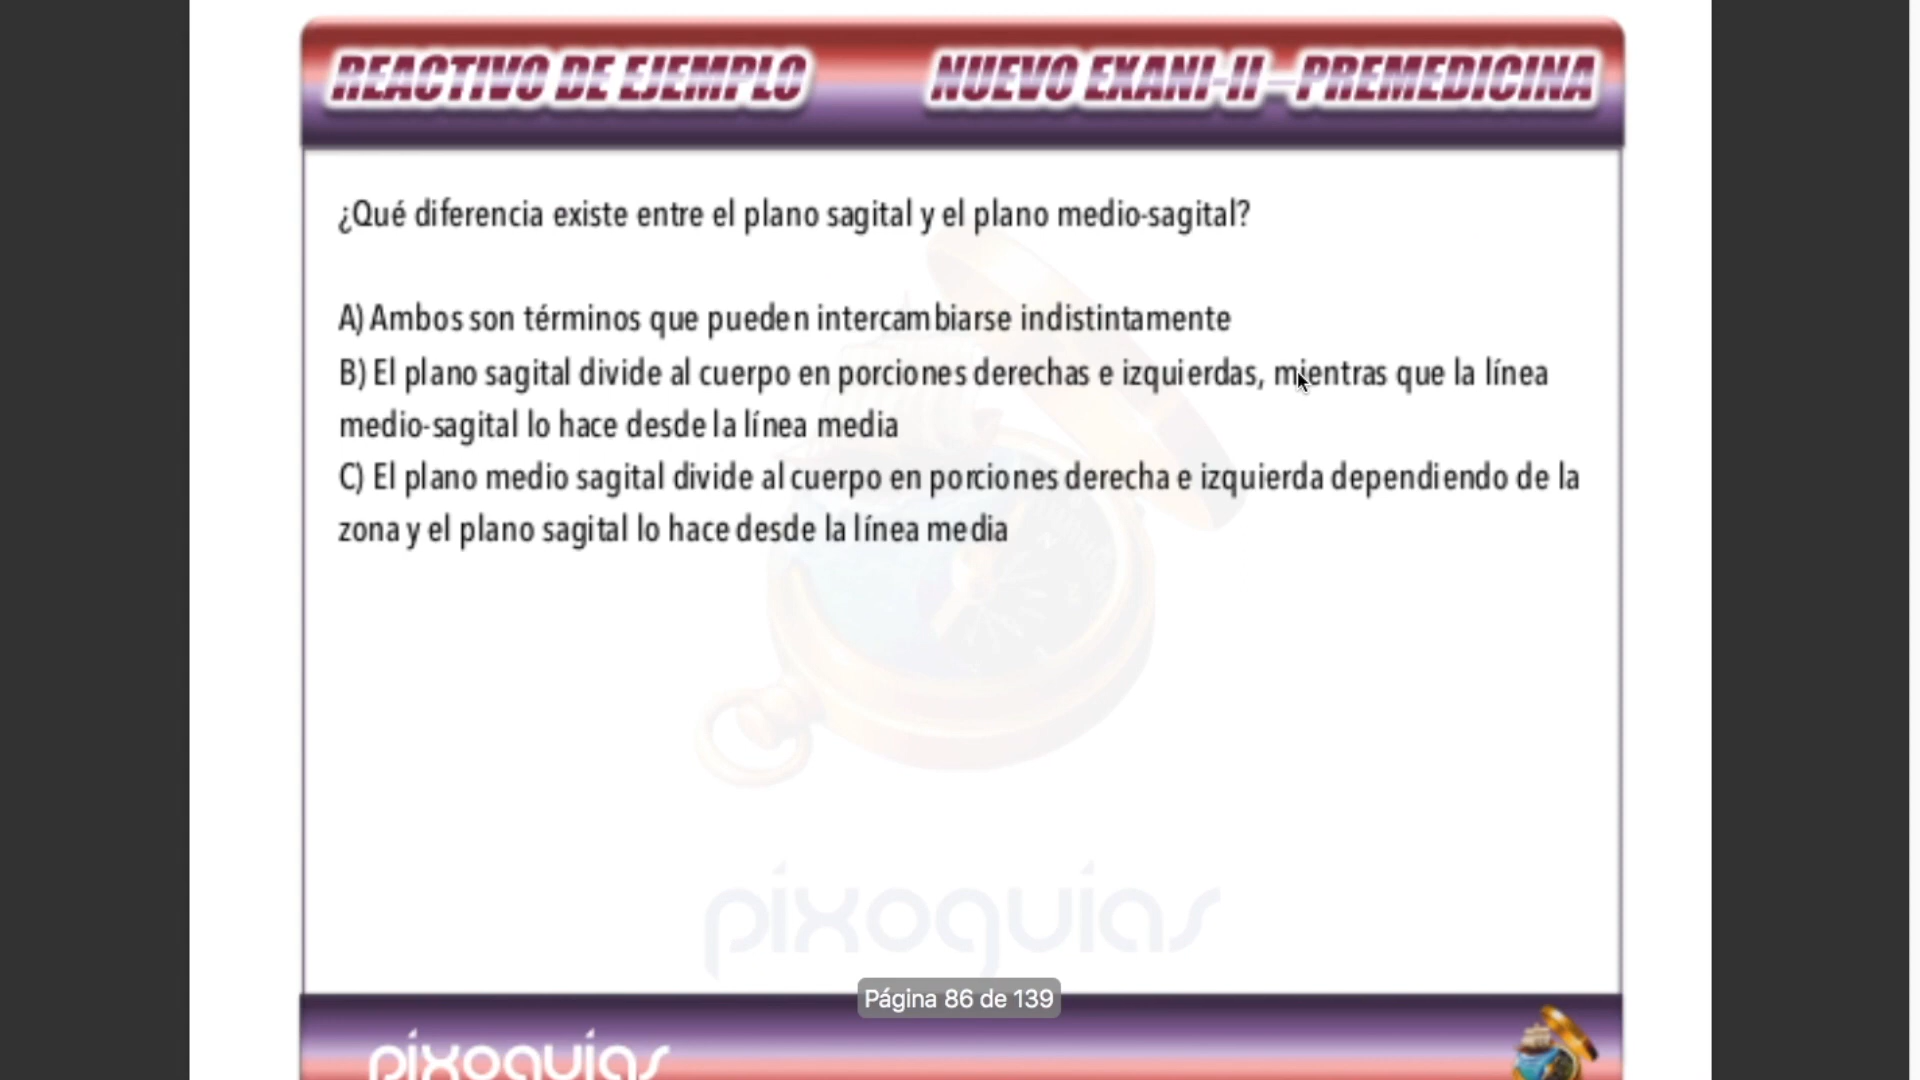 REACTIVO DE EJEMPLO NUEVO EXANI-II – PREMEDICINA
¿Qué diferencia existe entre el plano sagital y el plano medio-sagital?
A) Ambos son términos que pueden intercambiarse indistintamente
B) El plano sagital divide al cuerpo en porciones derechas e izquierdas, mientras que la línea
medio-sagital lo hace desde la línea media
C) El plano medio sagital divide al cuerpo en porciones derecha e izquierda dependiendo de la
zona y el plano sagital lo hace desde la línea media
pixoguías
Página 86 de 139
pixoguías